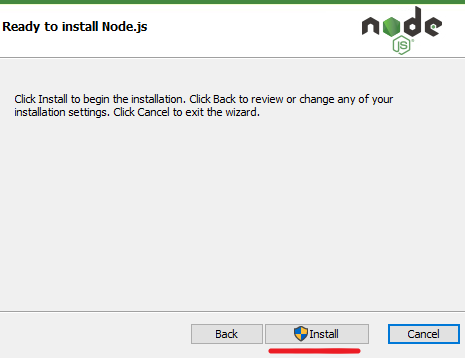 Ready to install Node.js
node
JS
Click Install to begin the installation. Click Back to review or change any of your
installation settings. Click Cancel to exit the wizard.
Back
Install
Cancel